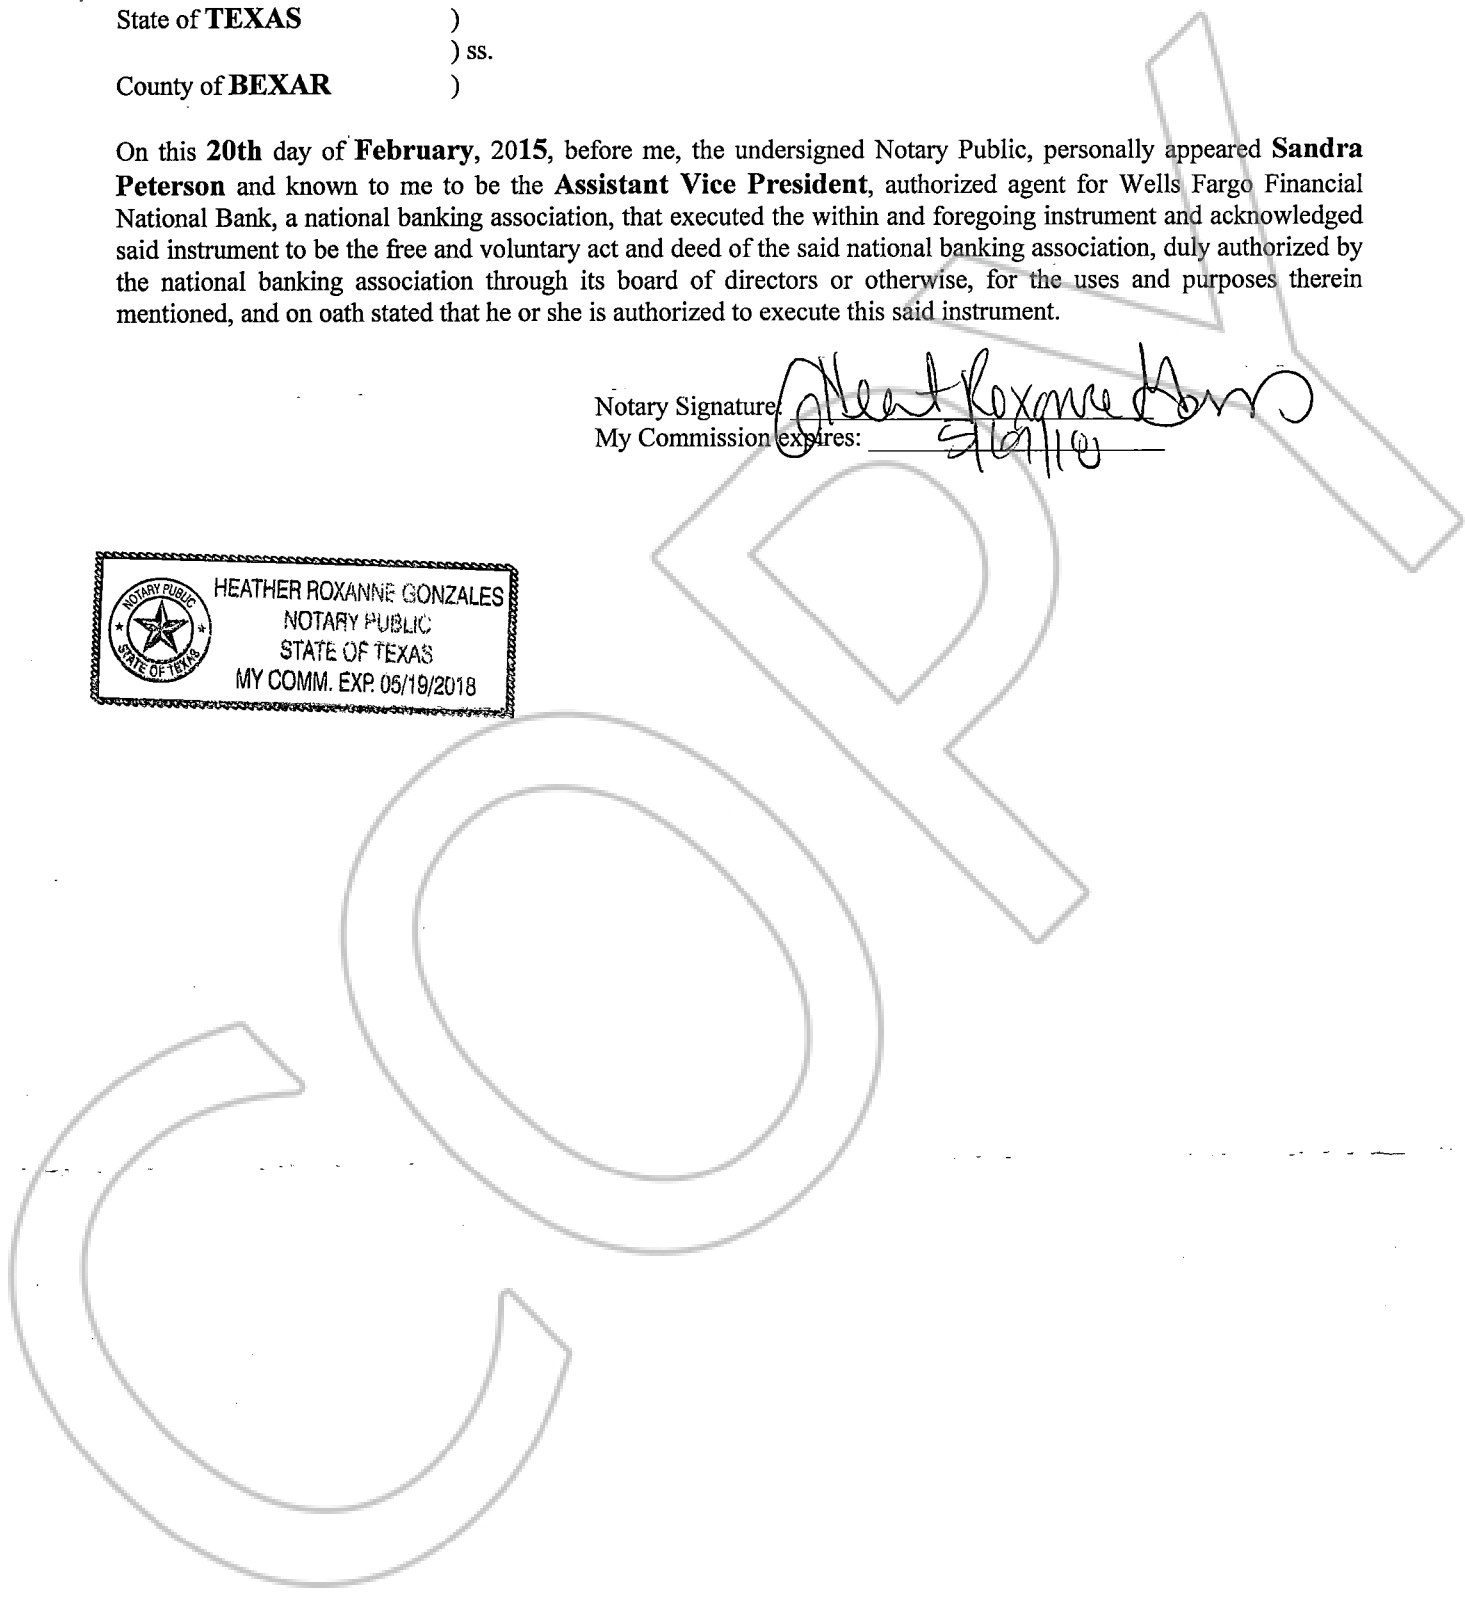 State of TEXAS )
) ss.
County of BEXAR )
On this 20th day of February, 2015, before me, the undersigned Notary Public, personally appeared Sandra
Peterson and known to me to be the Assistant Vice President, authorized agent for Wells Fargo Financial
National Bank, a national banking association, that executed the within and foregoing instrument and acknowledged
said instrument to be the free and voluntary act and deed of the said national banking association, duly authorized by
the national banking association through its board of directors or otherwise, for the uses and purposes therein
mentioned, and on oath stated that he or she is authorized to execute this said instrument.
Notary Signature: Roxanne
My Commission expires:
HEATHER ROXANNE GONZALES
NOTARY PUBLIC
STATE OF TEXAS
MY COMM. EXP. 05/19/2018
NOTARY PUBLIC
STATE OF TEXAS
COPY